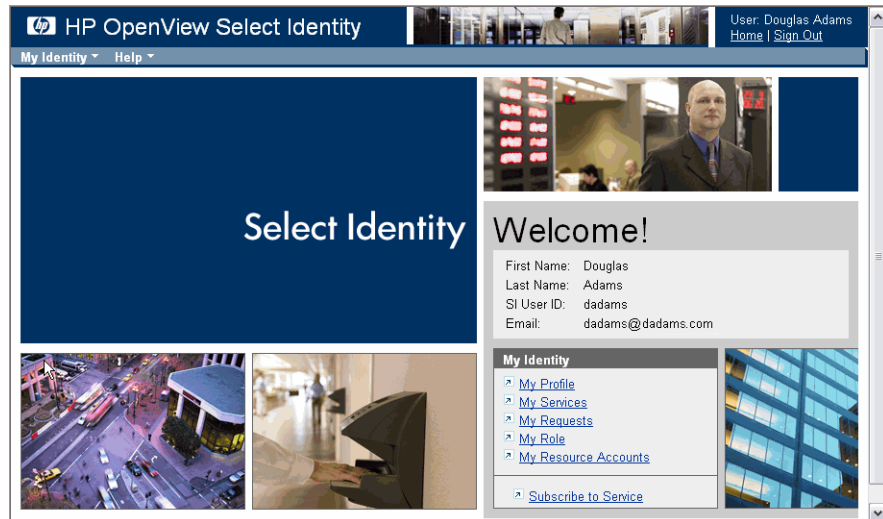 hp HP OpenView Select Identity
User: Douglas Adams
Home | Sign Out
My Identity Help
Select Identity
Welcome!
First Name: Douglas
Last Name: Adams
SI User ID: dadams
Email: dadams@dadams.com
My Identity
My Profile
My Services
My Requests
My Role
My Resource Accounts
Subscribe to Service